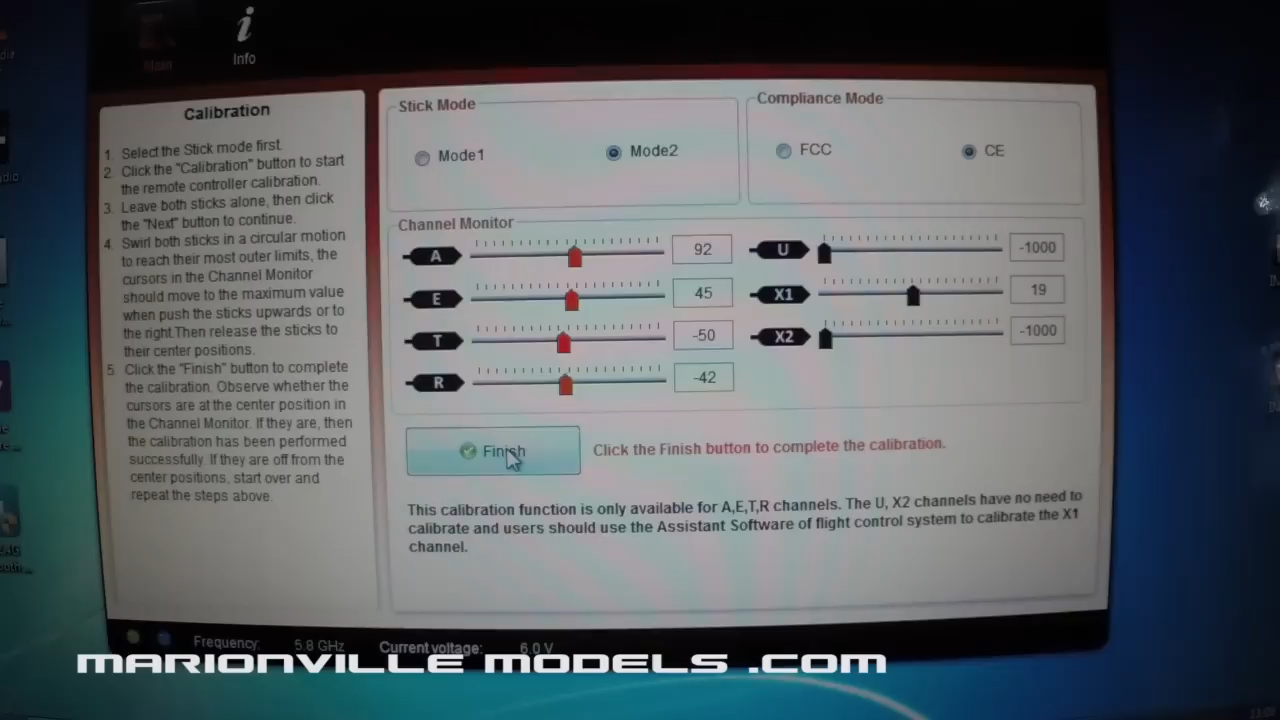 Info
Calibration
1. Select the Stick mode first.
2. Click the "Calibration" button to start
the remote controller calibration.
3. Leave both sticks alone, then click
the "Next" button to continue.
4. Swirl both sticks in a circular motion
to reach their most outer limits, the
cursors in the Channel Monitor
should move to the maximum value
when push the sticks upwards or to
the right.Then release the sticks to
their center positions.
5. Click the "Finish" button to complete
the calibration. Observe whether the
cursors are at the center position in
the Channel Monitor. If they are, then
the calibration has been performed
successfully. If they are off from the
center positions, start over and
repeat the steps above.
Stick Mode
Mode1 Mode2
Compliance Mode
FCC CE
Channel Monitor
A 92
E 45
T -50
R -42
U -1000
X1 19
X2 -1000
Finish
Click the Finish button to complete the calibration.
This calibration function is only available for A,E,T,R channels. The U, X2 channels have no need to
calibrate and users should use the Assistant Software of flight control system to calibrate the X1
channel.
Frequency: 5.8 GHz Current voltage: 6.0 V
MARIONVILLE MODELS .COM